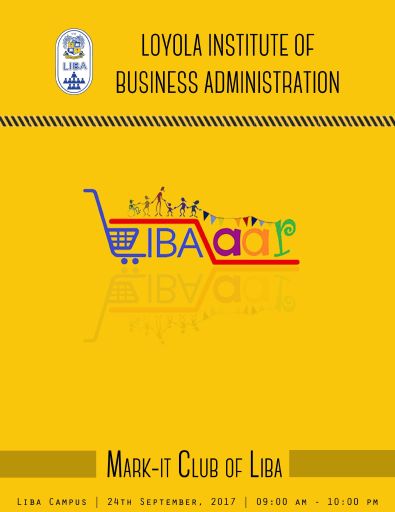 LIBA
LOYOLA INSTITUTE OF
BUSINESS ADMINISTRATION
LIBAZaar
MARK-IT CLUB OF LIBA
LIBA CAMPUS | 24TH SEPTEMBER, 2017 | 09:00 AM - 10:00 PM